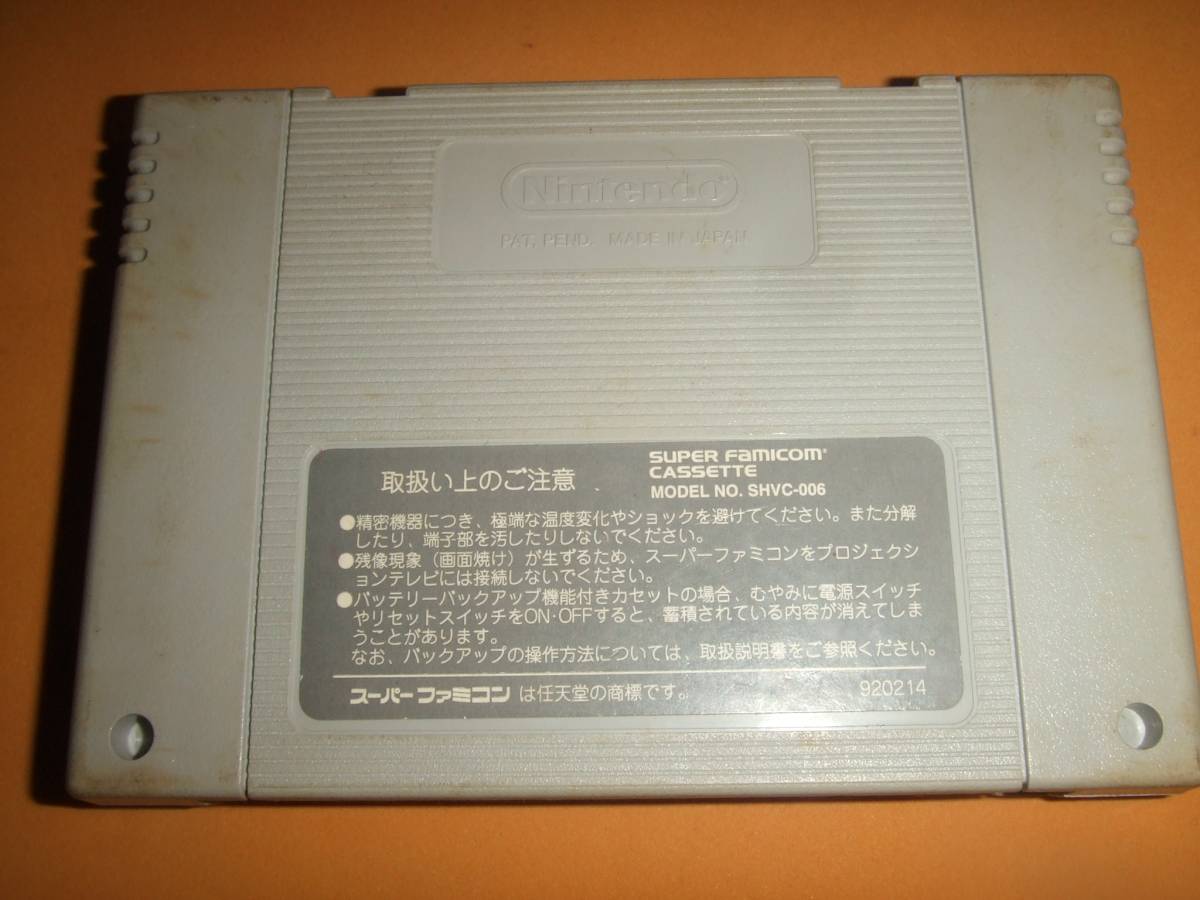 Nintendo
PAT, PEND. MADE IN JAPAN
取扱い上のご注意
SUPER FAMICOM
CASSETTE
MODEL NO. SHVC-006
●精密機器につき、極端な温度変化やショックを避けてください。また分解
したり、端子部を汚したりしないでください。
●残像現象（画面焼け）が生ずるため、スーパーファミコンをプロジェクシ
ョンテレビには接続しないでください。
●バッテリーバックアップ機能付きカセットの場合、むやみに電源スイッチ
やリセットスイッチをON·OFFすると、蓄積されている内容が消えてしま
うことがあります。
なお、バックアップの操作方法については、取扱説明書をご参照ください。
スーパーファミコン は任天堂の商標です。
920214